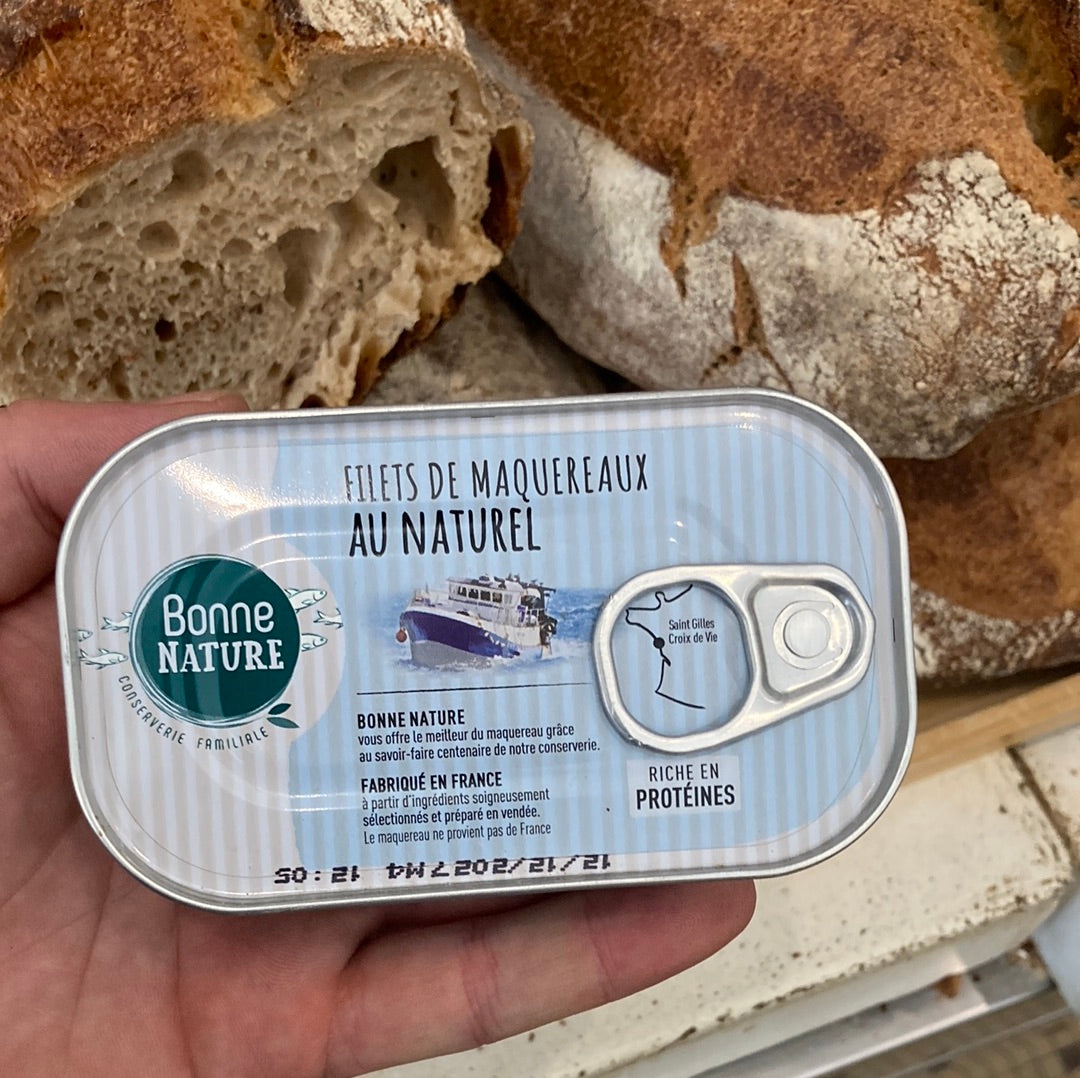 FILETS DE MAQUEREAUX
AU NATUREL
Bonne
NATURE
CONSERVERIE FAMILIALE
Saint Gilles
Croix de Vie
BONNE NATURE
vous offre le meilleur du maquereau grâce
au savoir-faire centenaire de notre conserverie.
FABRIQUÉ EN FRANCE
à partir d'ingrédients soigneusement
sélectionnés et préparé en vendée.
Le maquereau ne provient pas de France
RICHE EN
PROTÉINES
12/12/2027 M4 12:05